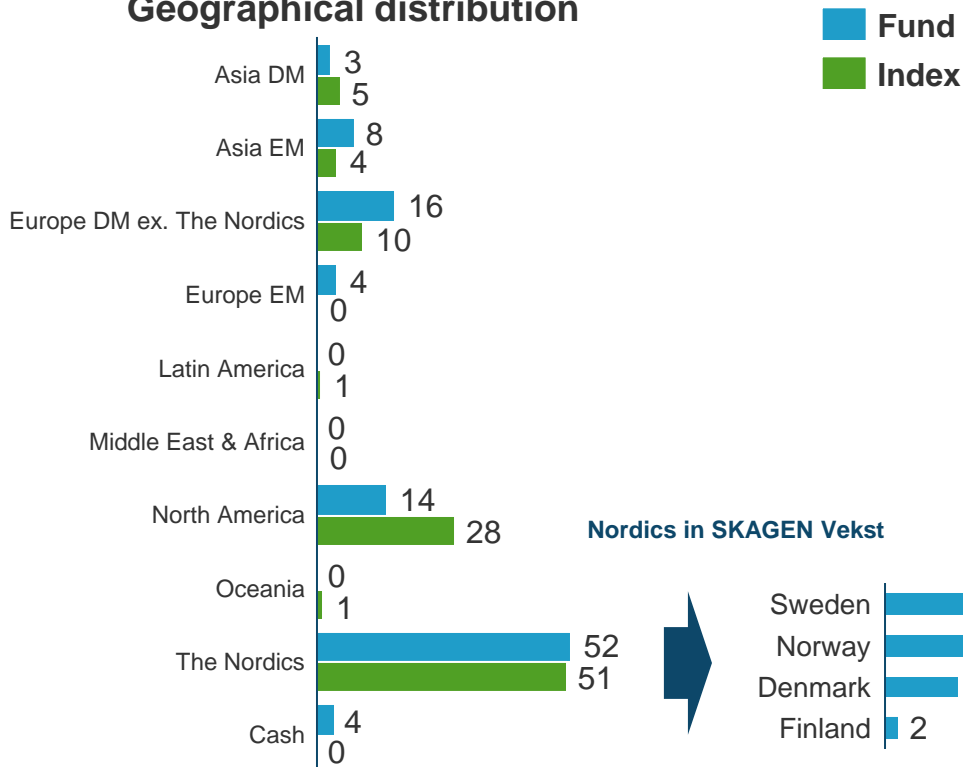 Geographical distribution
Fund
Index
Asia DM
3
5
Asia EM
8
4
Europe DM ex. The Nordics
16
10
Europe EM
4
0
Latin America
0
1
Middle East & Africa
0
0
North America
14
28
Oceania
0
1
The Nordics
52
51
Cash
4
0
Nordics in SKAGEN Vekst
Sweden
Norway
Denmark
Finland 2